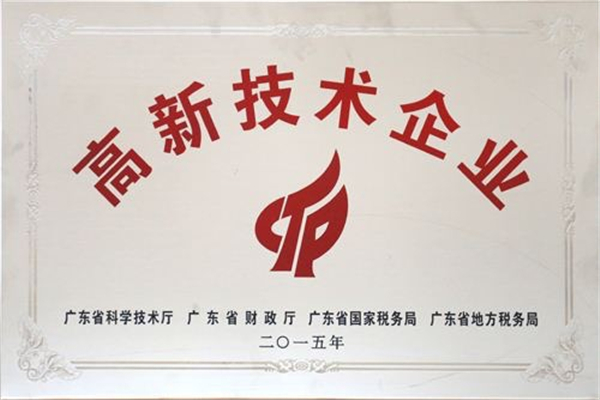 高新技术企业
CTP
广东省科学技术厅 广东省财政厅 广东省国家税务局 广东省地方税务局
二〇一五年